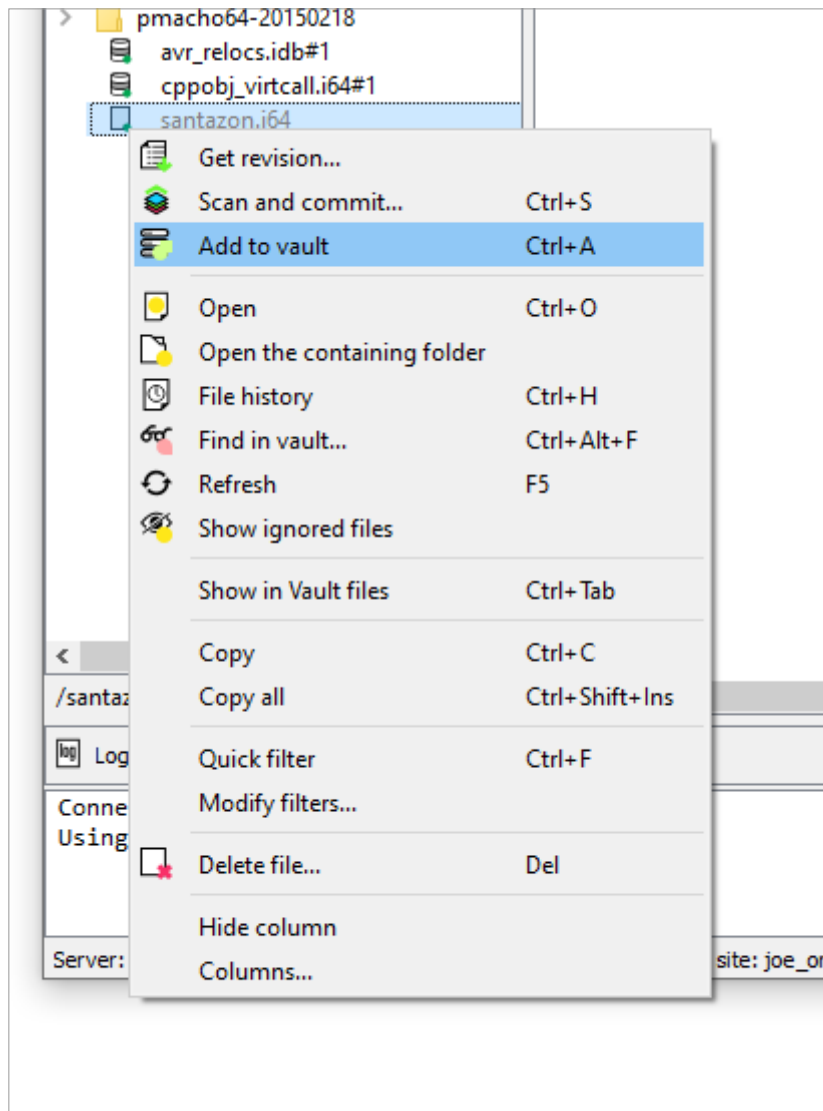 pmacho64-20150218
avr_relocs.idb#1
cppobj_virtcall.i64#1
santazon.i64
Get revision...
Scan and commit... Ctrl+S
Add to vault Ctrl+A
Open Ctrl+O
Open the containing folder
File history Ctrl+H
Find in vault... Ctrl+Alt+F
Refresh F5
Show ignored files
Show in Vault files Ctrl+Tab
Copy Ctrl+C
/santaz
Copy all Ctrl+Shift+Ins
log Log
Quick filter Ctrl+F
Conne
Modify filters...
Using
Delete file... Del
Hide column
Server:
site: joe_or
Columns...